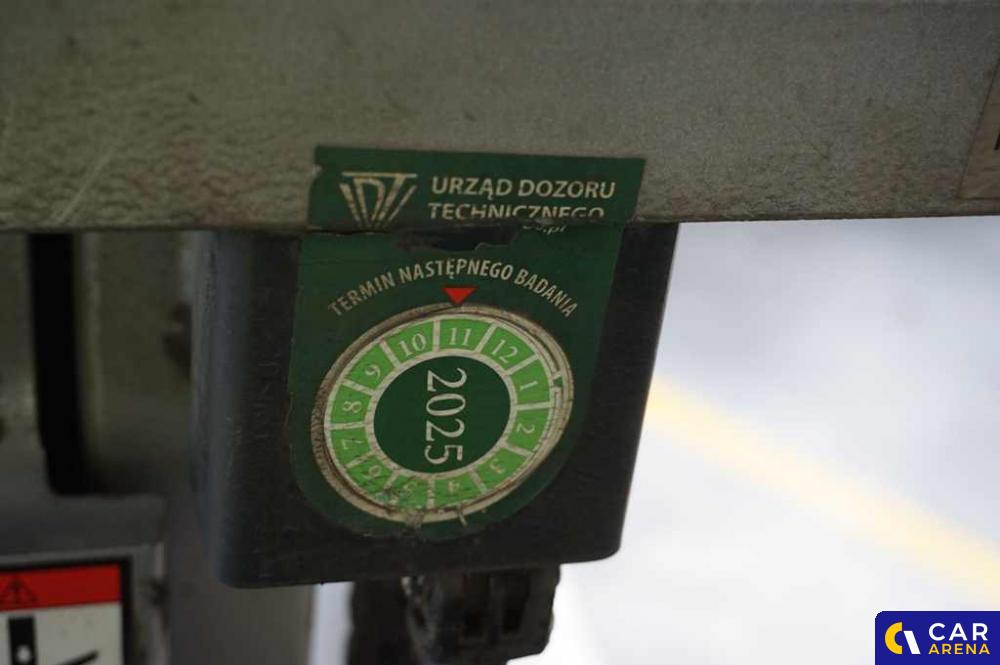 UDT URZĄD DOZORU
TECHNICZNEGO
TERMIN NASTĘPNEGO BADANIA
10 11 12
9 1
8 2025 2
7 3
6 5 4
CAR
ARENA